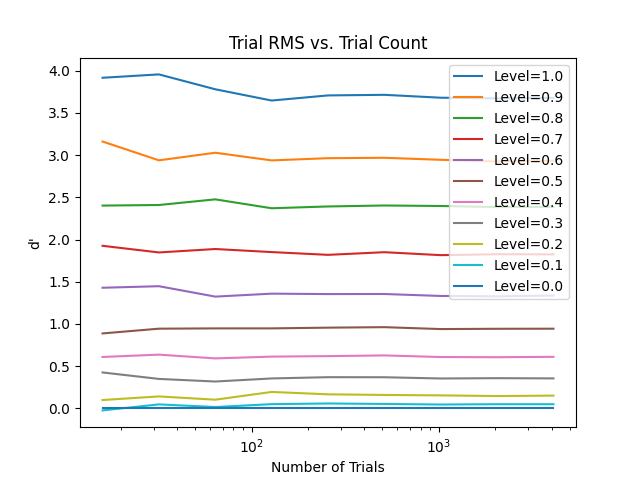 Trial RMS vs. Trial Count
4.0
3.5
3.0
2.5
2.0
1.5
1.0
0.5
0.0
d'
Level=1.0
Level=0.9
Level=0.8
Level=0.7
Level=0.6
Level=0.5
Level=0.4
Level=0.3
Level=0.2
Level=0.1
Level=0.0
10²
10³
Number of Trials